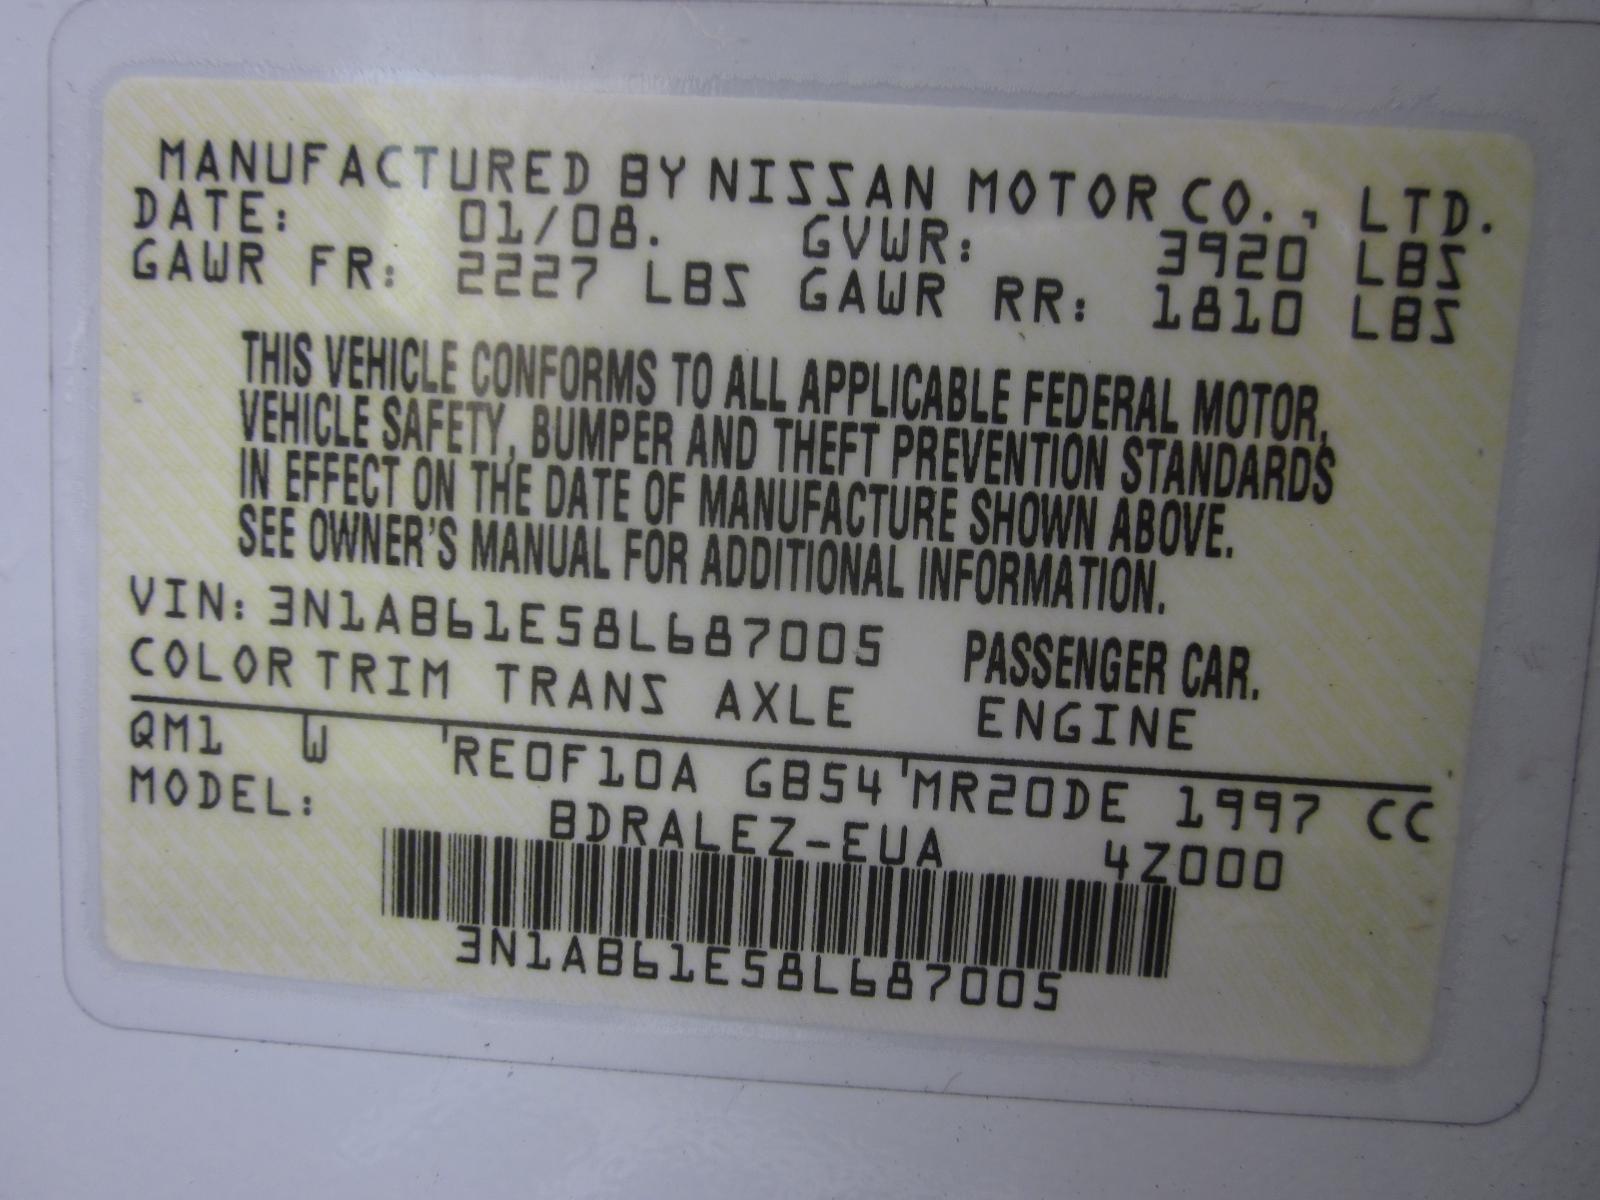 MANUFACTURED BY NISSAN MOTOR CO., LTD.
DATE: 01/08. GVWR: 3920 LBS
GAWR FR: 2227 LBS GAWR RR: 1810 LBS
THIS VEHICLE CONFORMS TO ALL APPLICABLE FEDERAL MOTOR,
VEHICLE SAFETY, BUMPER AND THEFT PREVENTION STANDARDS
IN EFFECT ON THE DATE OF MANUFACTURE SHOWN ABOVE.
SEE OWNER'S MANUAL FOR ADDITIONAL INFORMATION.
VIN: 3N1AB61E58L687005 PASSENGER CAR.
COLOR TRIM TRANS AXLE ENGINE
QM1 W 'RE0F10A GB54 'MR20DE 1997 CC
MODEL: BDRALEZ-EUA 4Z000
3N1AB61E58L687005